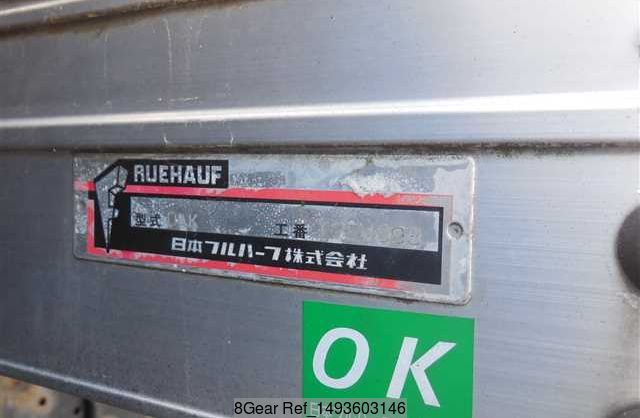 RUEHAUF
型式
工番
日本フルハーフ株式会社
OK
8Gear Ref 1493603146